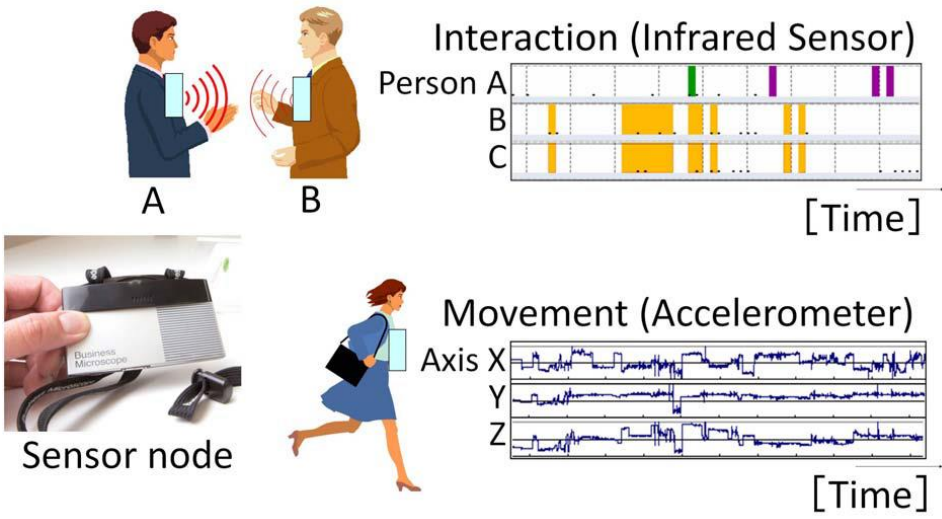 Interaction (Infrared Sensor)
Person A
B
C
[Time]
A
B
Business
Microscope
Sensor node
Movement (Accelerometer)
Axis X
Y
Z
[Time]